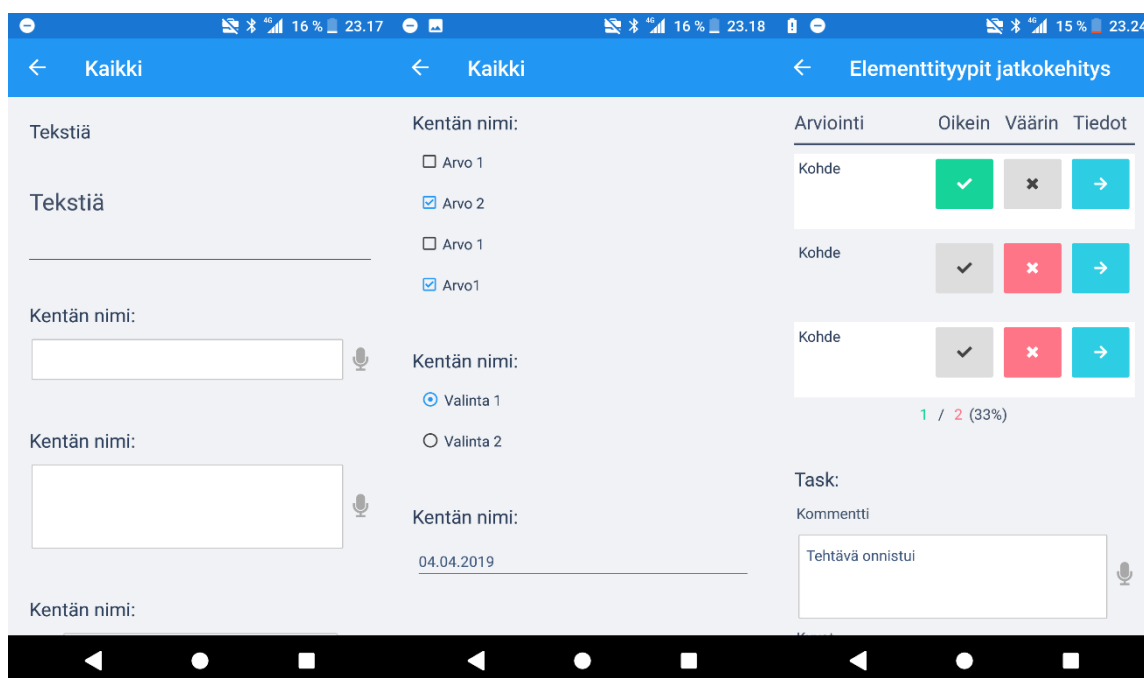 16 % 23.17
Kaikki
Tekstiä
Tekstiä
Kentän nimi:
Kentän nimi:
Kentän nimi:
16 % 23.18
Kaikki
Kentän nimi:
Arvo 1
Arvo 2
Arvo 1
Arvo1
Kentän nimi:
Valinta 1
Valinta 2
Kentän nimi:
04.04.2019
15 % 23.24
Elementtityypit jatkokehitys
Arviointi Oikein Väärin Tiedot
Kohde
Kohde
Kohde
1 / 2 (33%)
Task:
Kommentti
Tehtävä onnistui